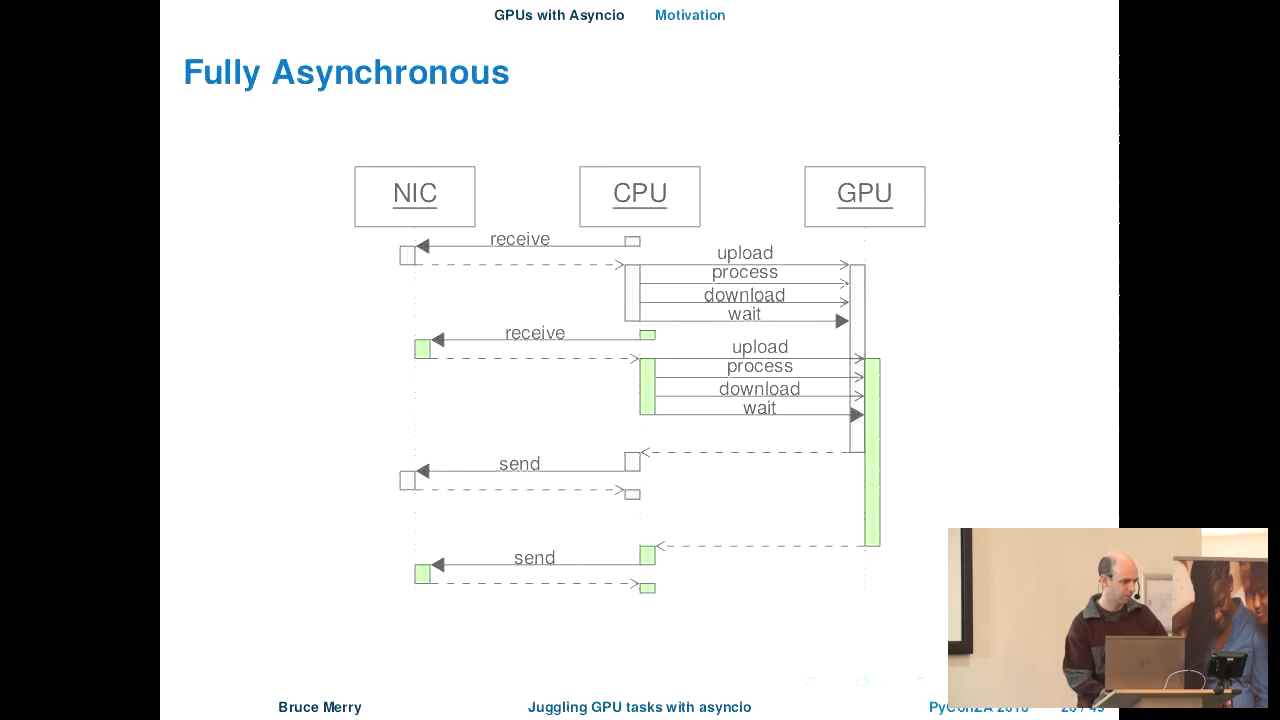 GPUs with Asyncio Motivation
Fully Asynchronous
NIC CPU GPU
receive
upload
process
download
wait
receive
upload
process
download
wait
send
send
Bruce Merry Juggling GPU tasks with asyncio